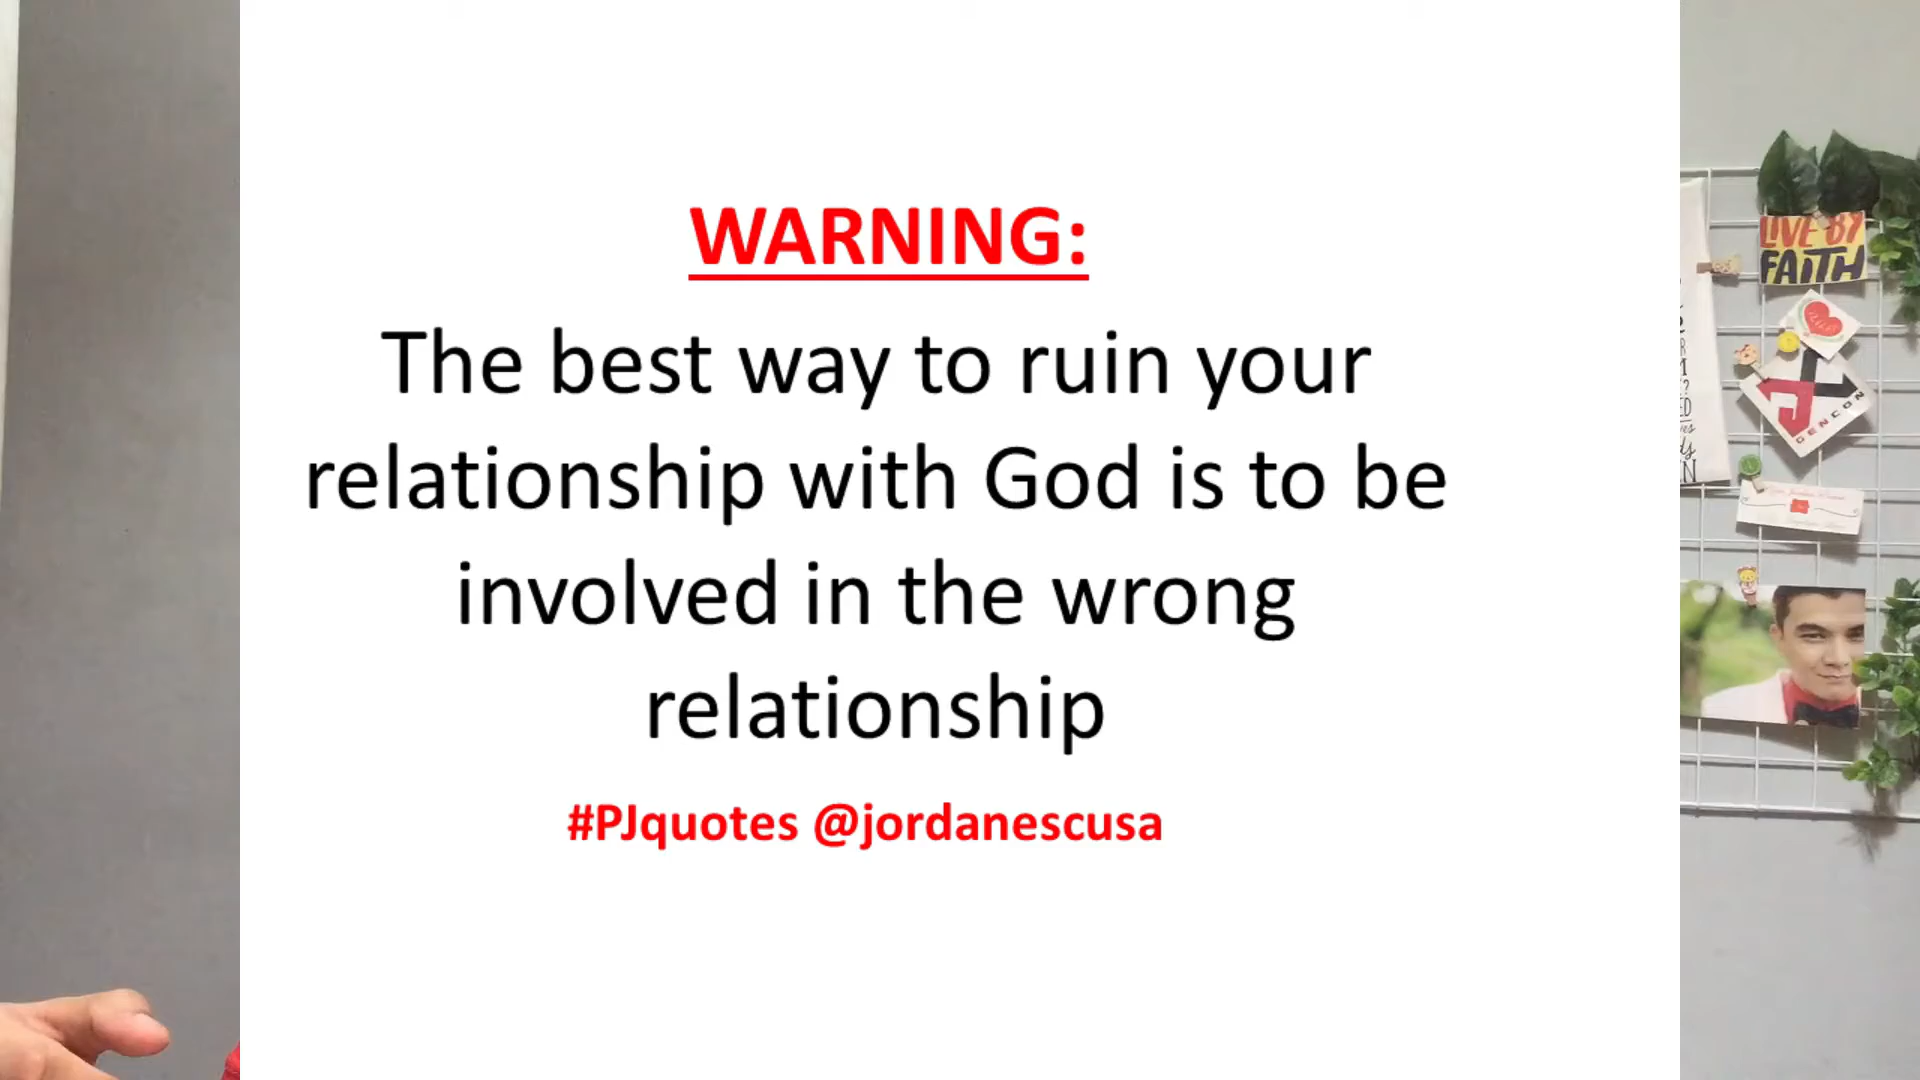 WARNING:
The best way to ruin your
relationship with God is to be
involved in the wrong
relationship
#PJquotes @jordanescusa
LIVE BY
FAITH
GENCON